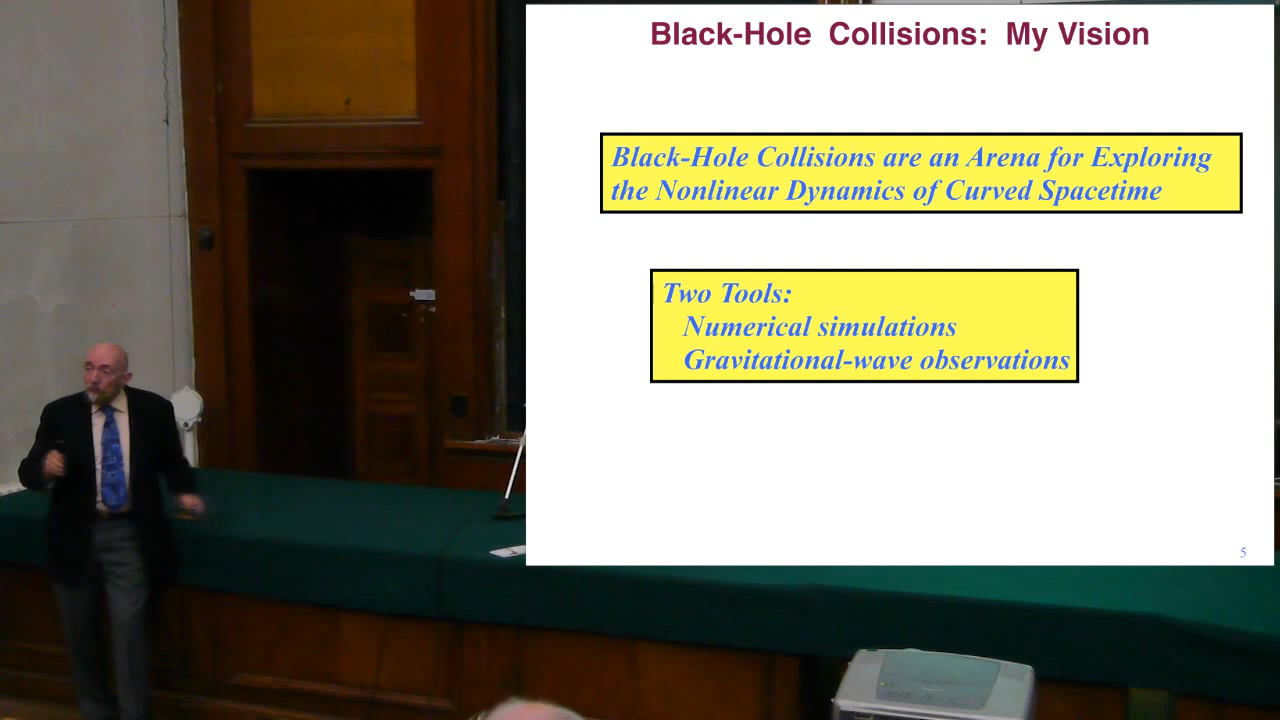 Black-Hole Collisions: My Vision
Black-Hole Collisions are an Arena for Exploring
the Nonlinear Dynamics of Curved Spacetime
Two Tools:
Numerical simulations
Gravitational-wave observations
5